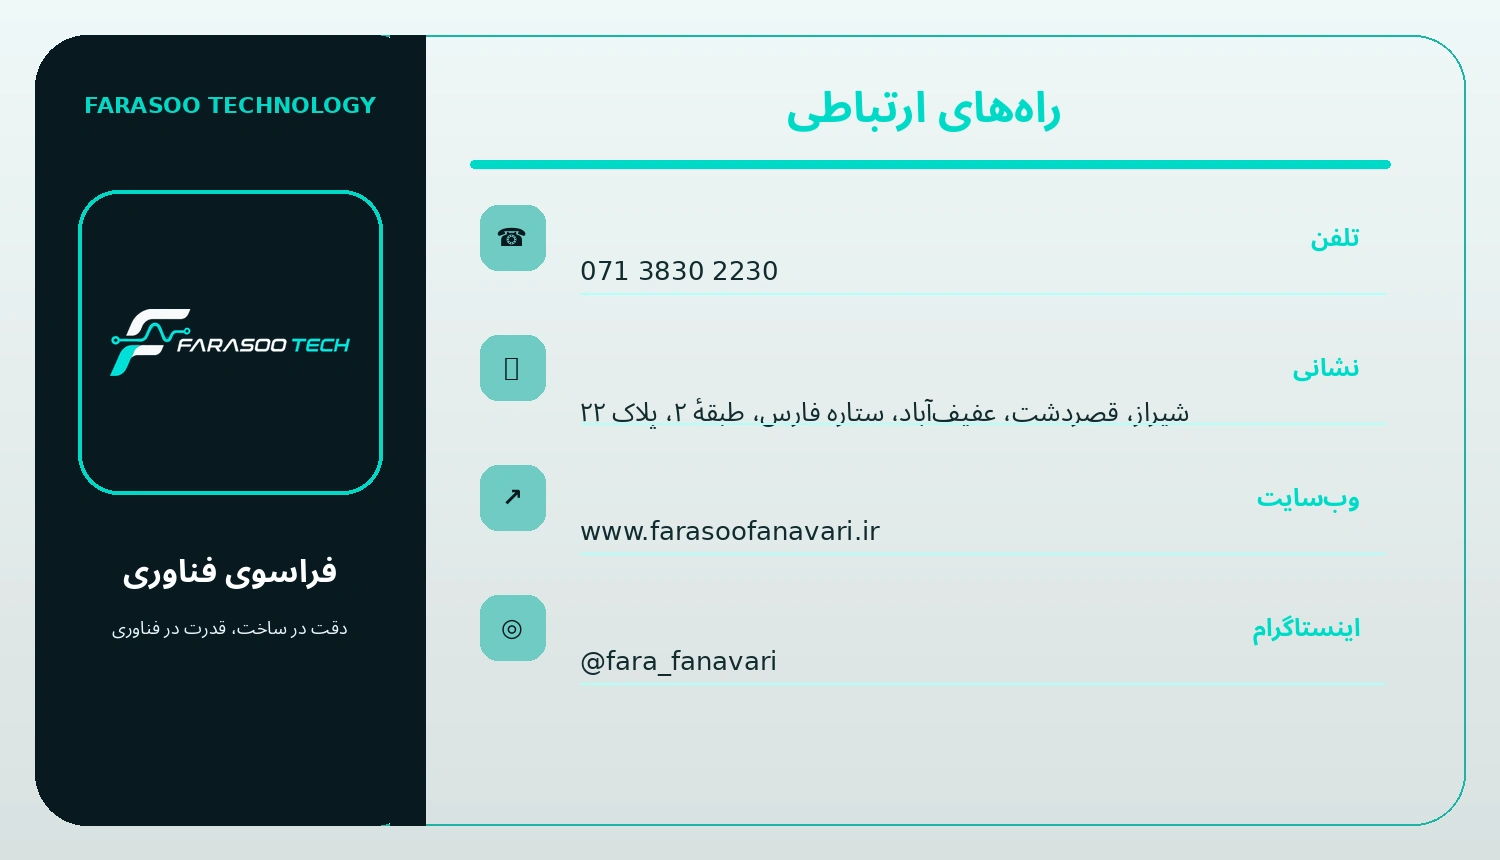 FARASOO TECHNOLOGY
FARASOO TECH
فراسوی فناوری
دقت در ساخت، قدرت در فناوری
راه‌های ارتباطی
تلفن
071 3830 2230
نشانی
شیراز، قصردشت، عفیف‌آباد، ستاره فارس، طبقهٔ ۲، پلاک ۲۲
وب‌سایت
www.farasoofanavari.ir
اینستاگرام
@fara_fanavari